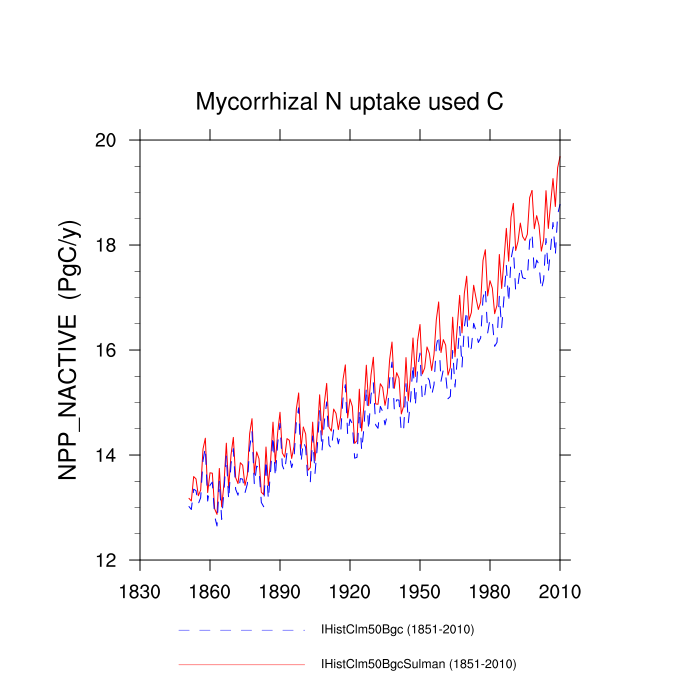 Mycorrhizal N uptake used C
NPP_NACTIVE (PgC/y)
20
18
16
14
12
1830 1860 1890 1920 1950 1980 2010
IHistClm50Bgc (1851-2010)
IHistClm50BgcSulman (1851-2010)